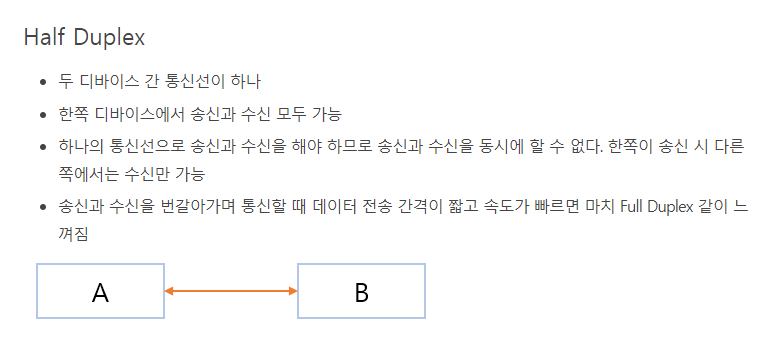 Half Duplex
두 디바이스 간 통신선이 하나
한쪽 디바이스에서 송신과 수신 모두 가능
하나의 통신선으로 송신과 수신을 해야 하므로 송신과 수신을 동시에 할 수 없다. 한쪽이 송신 시 다른
쪽에서는 수신만 가능
송신과 수신을 번갈아가며 통신할 때 데이터 전송 간격이 짧고 속도가 빠르면 마치 Full Duplex 같이 느
껴짐
A B